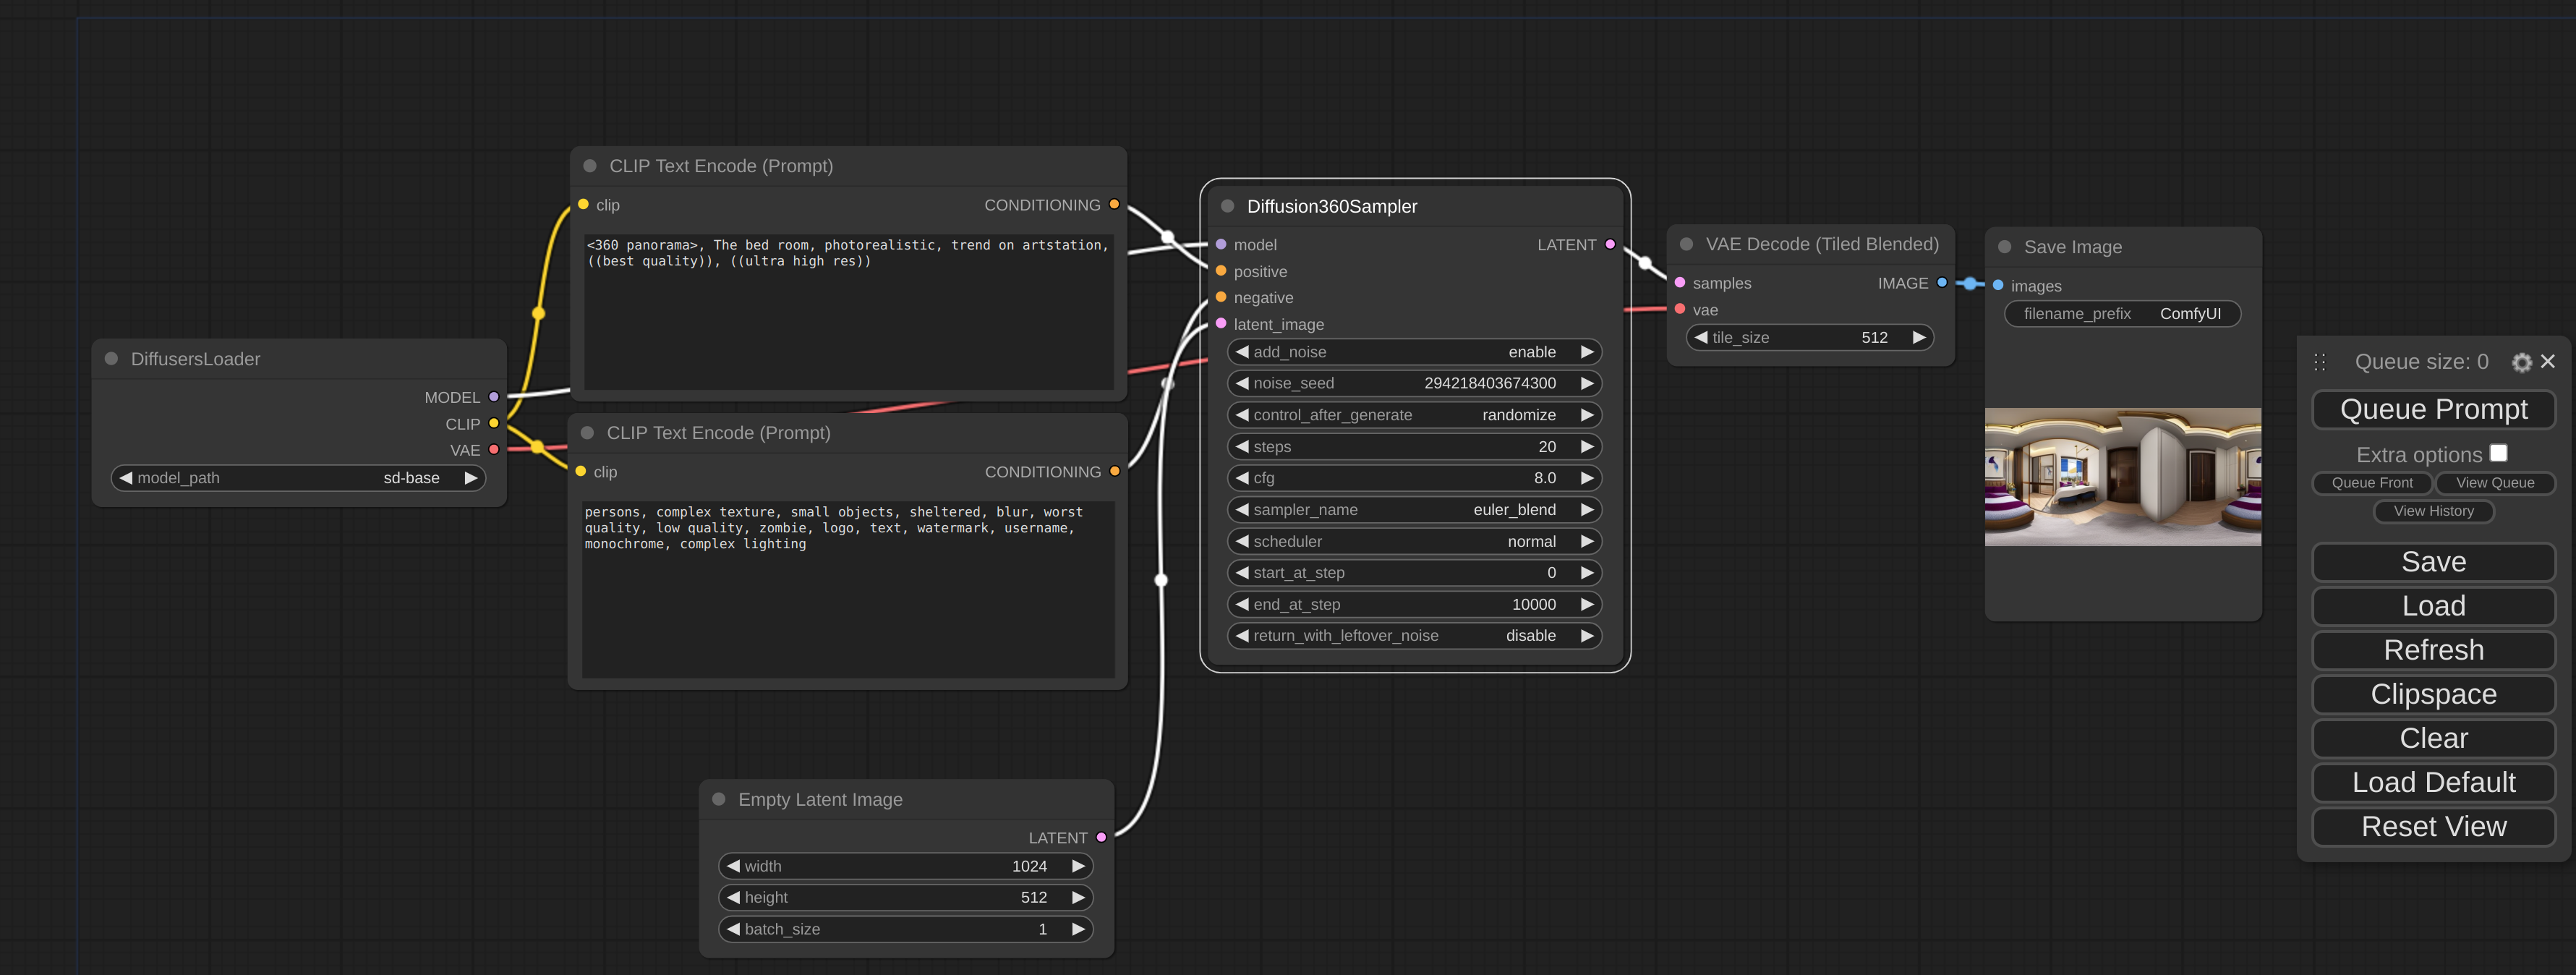 DiffusersLoader
MODEL
CLIP
VAE
model_path sd-base
CLIP Text Encode (Prompt)
clip CONDITIONING
<360 panorama>, The bed room, photorealistic, trend on artstation,
((best quality)), ((ultra high res))
CLIP Text Encode (Prompt)
clip CONDITIONING
persons, complex texture, small objects, sheltered, blur, worst
quality, low quality, zombie, logo, text, watermark, username,
monochrome, complex lighting
Empty Latent Image
LATENT
width 1024
height 512
batch_size 1
Diffusion360Sampler
model LATENT
positive
negative
latent_image
add_noise enable
noise_seed 294218403674300
control_after_generate randomize
steps 20
cfg 8.0
sampler_name euler_blend
scheduler normal
start_at_step 0
end_at_step 10000
return_with_leftover_noise disable
VAE Decode (Tiled Blended)
samples IMAGE
vae
tile_size 512
Save Image
images
filename_prefix ComfyUI
Queue size: 0
Queue Prompt
Extra options
Queue Front View Queue
View History
Save
Load
Refresh
Clipspace
Clear
Load Default
Reset View